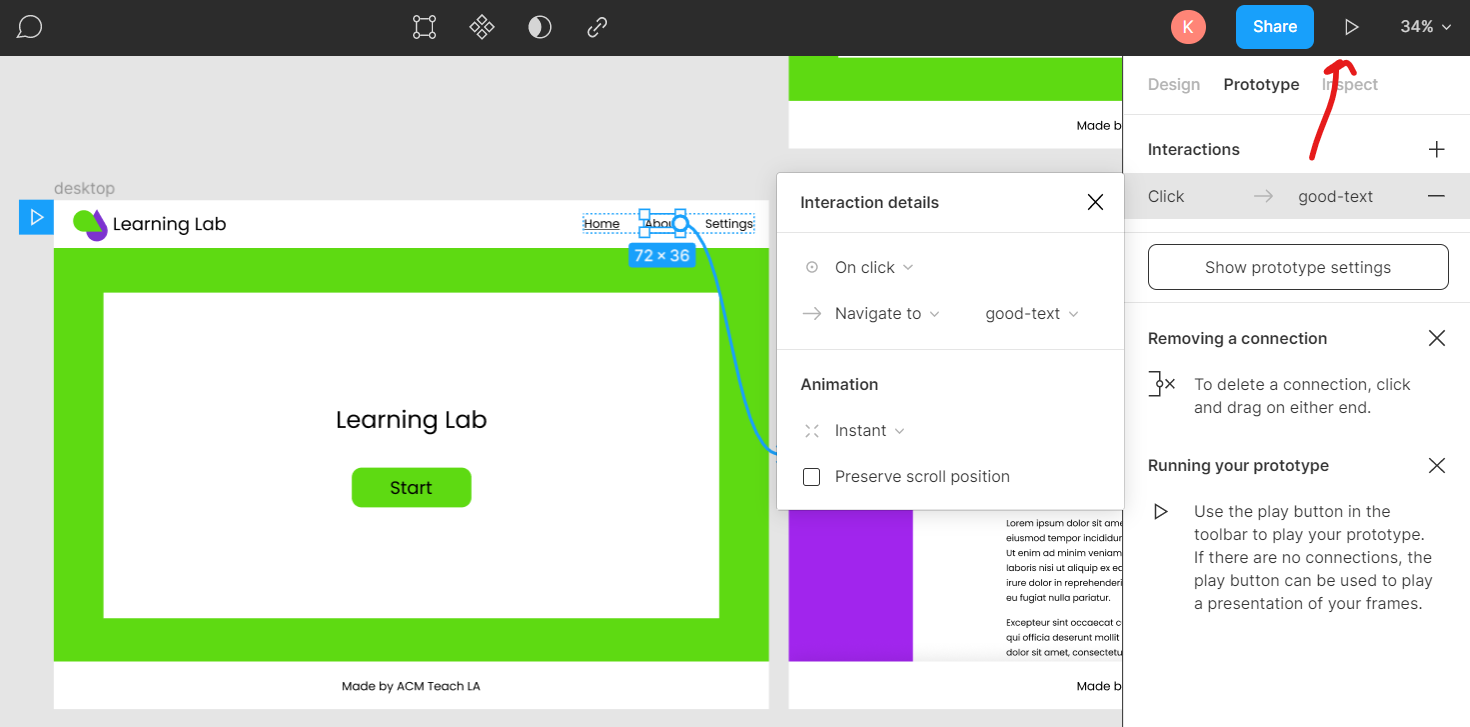 K
Share
34%
Design
Prototype
Inspect
Made b
Interactions
Click
good-text
Show prototype settings
Removing a connection
To delete a connection, click
and drag on either end.
Running your prototype
Use the play button in the
toolbar to play your prototype.
If there are no connections, the
play button can be used to play
a presentation of your frames.
Interaction details
On click
Navigate to
good-text
Animation
Instant
Preserve scroll position
desktop
Learning Lab
Home
Settings
72 × 36
Learning Lab
Start
Made by ACM Teach LA
Lorem ipsum dolor sit ame
eiusmod tempor incididun
Ut enim ad minim veniam
laboris nisi ut aliquip ex ea
irure dolor in reprehenderi
eu fugiat nulla pariatur.
Excepteur sint occaecat c
qui officia deserunt mollit
dolor sit amet, consectetu
Made b